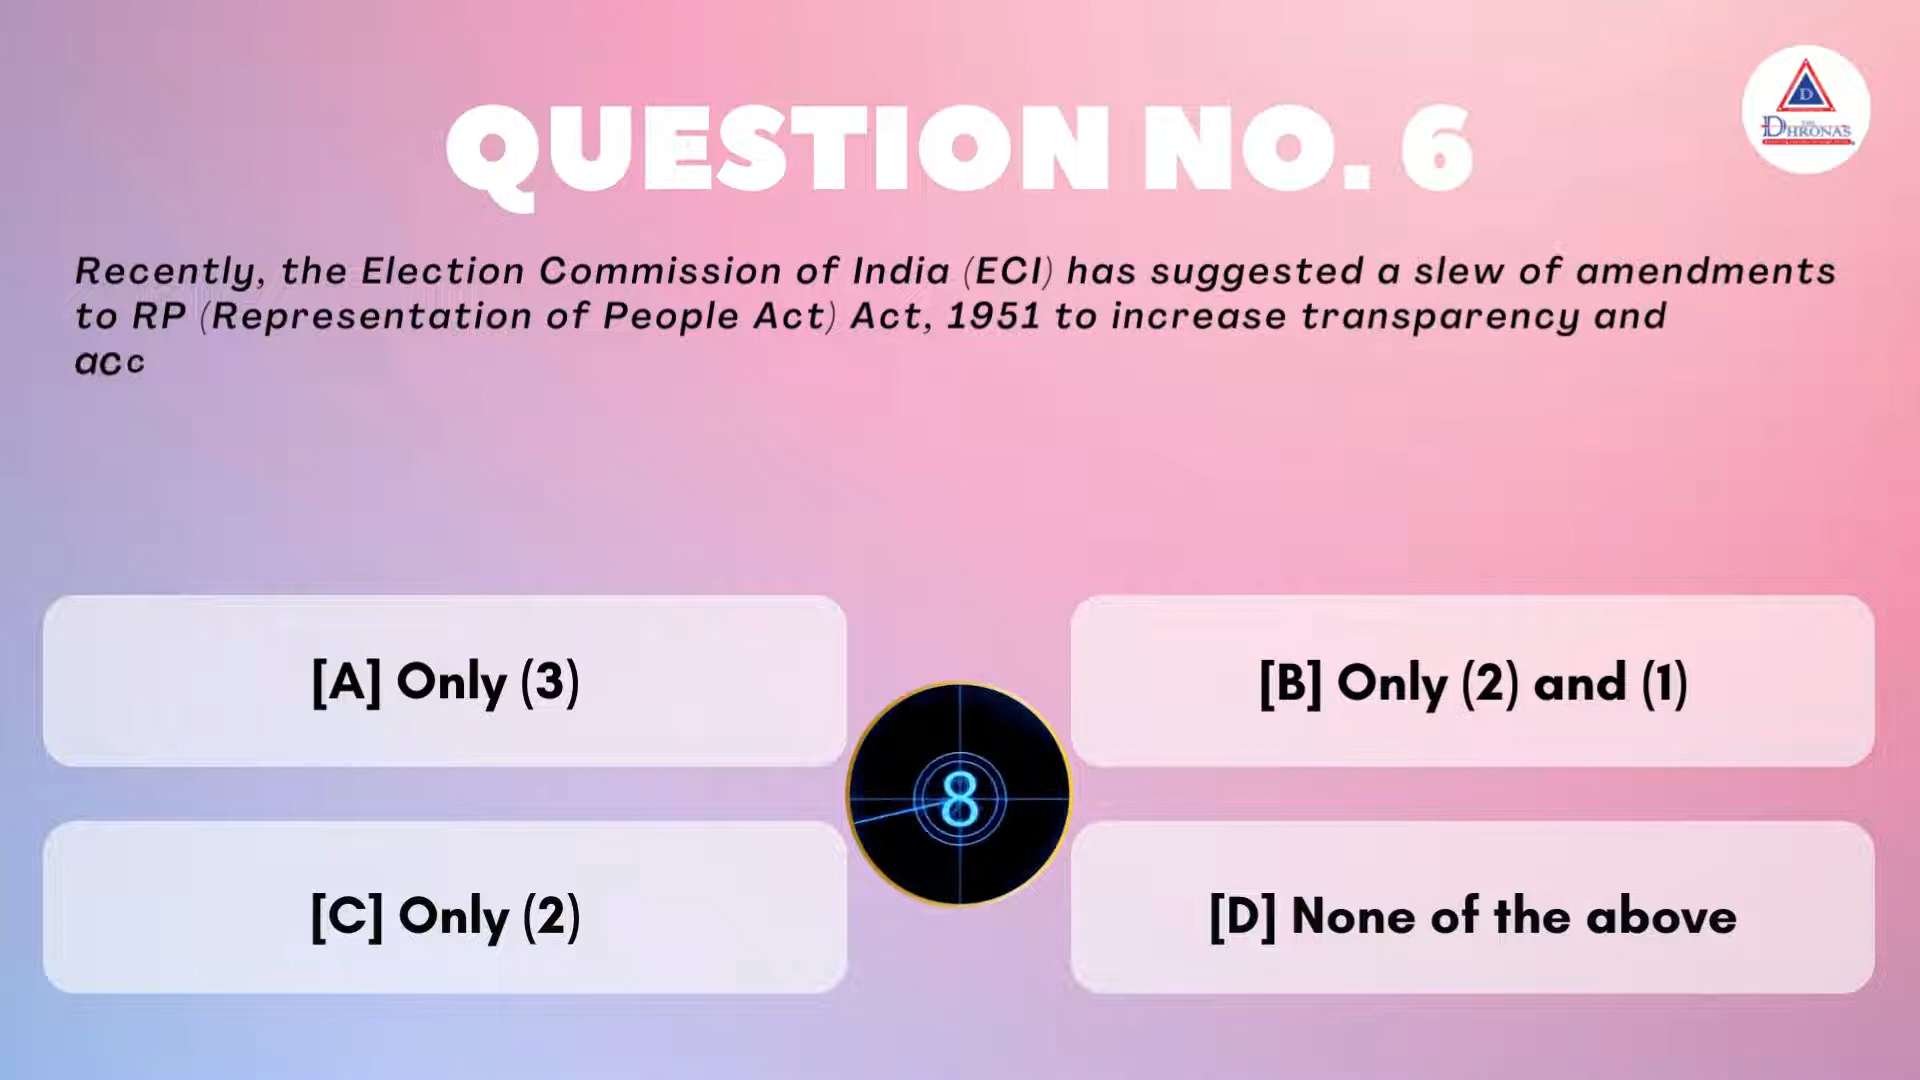 QUESTION NO. 6
D
THE
DHRONAS
Recently, the Election Commission of India (ECI) has suggested a slew of amendments
to RP (Representation of People Act) Act, 1951 to increase transparency and
acc
[A] Only (3)
[B] Only (2) and (1)
8
[C] Only (2)
[D] None of the above